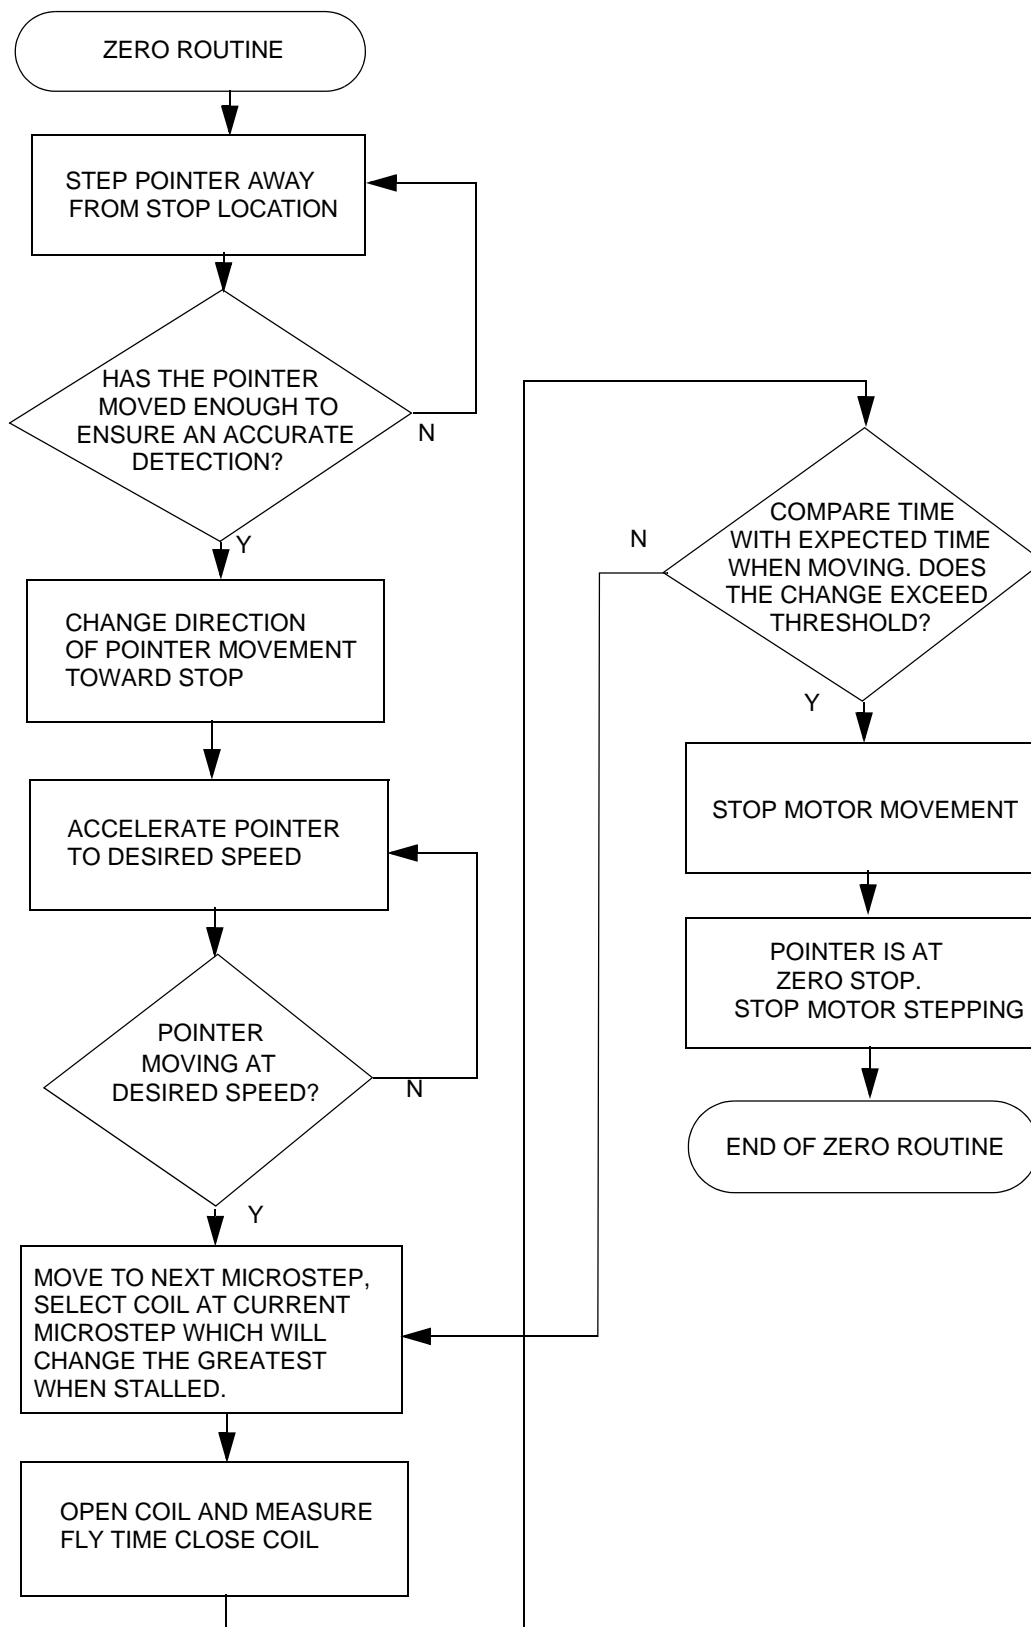 ZERO ROUTINE
STEP POINTER AWAY
FROM STOP LOCATION
HAS THE POINTER
MOVED ENOUGH TO
ENSURE AN ACCURATE
DETECTION?
N
Y
CHANGE DIRECTION
OF POINTER MOVEMENT
TOWARD STOP
ACCELERATE POINTER
TO DESIRED SPEED
POINTER
MOVING AT
DESIRED SPEED?
N
Y
MOVE TO NEXT MICROSTEP,
SELECT COIL AT CURRENT
MICROSTEP WHICH WILL
CHANGE THE GREATEST
WHEN STALLED.
OPEN COIL AND MEASURE
FLY TIME CLOSE COIL
COMPARE TIME
WITH EXPECTED TIME
WHEN MOVING. DOES
THE CHANGE EXCEED
THRESHOLD?
N
Y
STOP MOTOR MOVEMENT
POINTER IS AT
ZERO STOP.
STOP MOTOR STEPPING
END OF ZERO ROUTINE